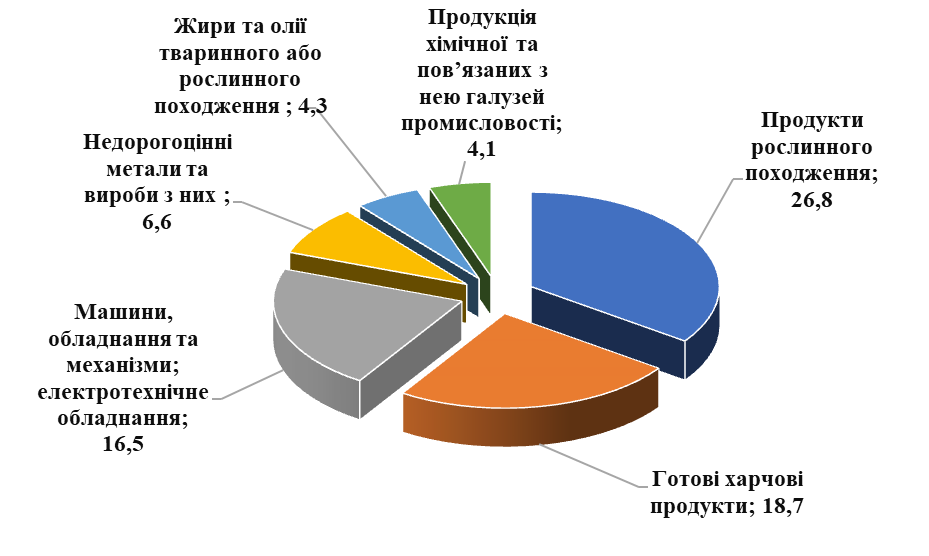 Жири та олії
тваринного або
рослинного
походження ; 4,3
Продукція
хімічної та
пов’язаних з
нею галузей
промисловості;
4,1
Продукти
рослинного
походження;
26,8
Недорогоцінні
метали та
вироби з них ;
6,6
Машини,
обладнання та
механізми;
електротехнічне
обладнання;
16,5
Готові харчові
продукти; 18,7